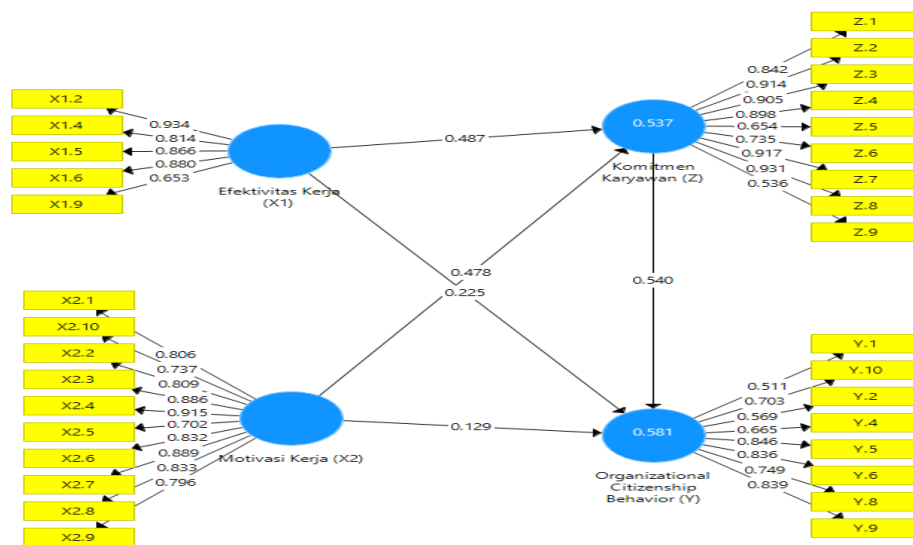 Z.1
Z.2
Z.3
Z.4
Z.5
Z.6
Z.7
Z.8
Z.9
0.842
0.914
0.905
0.898
0.654
0.735
0.917
0.931
0.536
X1.2
X1.4
X1.5
X1.6
X1.9
0.934
0.814
0.866
0.880
0.653
Efektivitas Kerja
(X1)
0.487
0.537
Komitmen
Karyawan (Z)
0.478
0.225
0.540
X2.1
X2.10
X2.2
X2.3
X2.4
X2.5
X2.6
X2.7
X2.8
X2.9
0.806
0.737
0.809
0.886
0.915
0.702
0.832
0.889
0.833
0.796
Motivasi Kerja (X2)
0.129
0.581
Organizational
Citizenship
Behavior (Y)
0.511
0.703
0.569
0.665
0.846
0.836
0.749
0.839
Y.1
Y.10
Y.2
Y.4
Y.5
Y.6
Y.8
Y.9